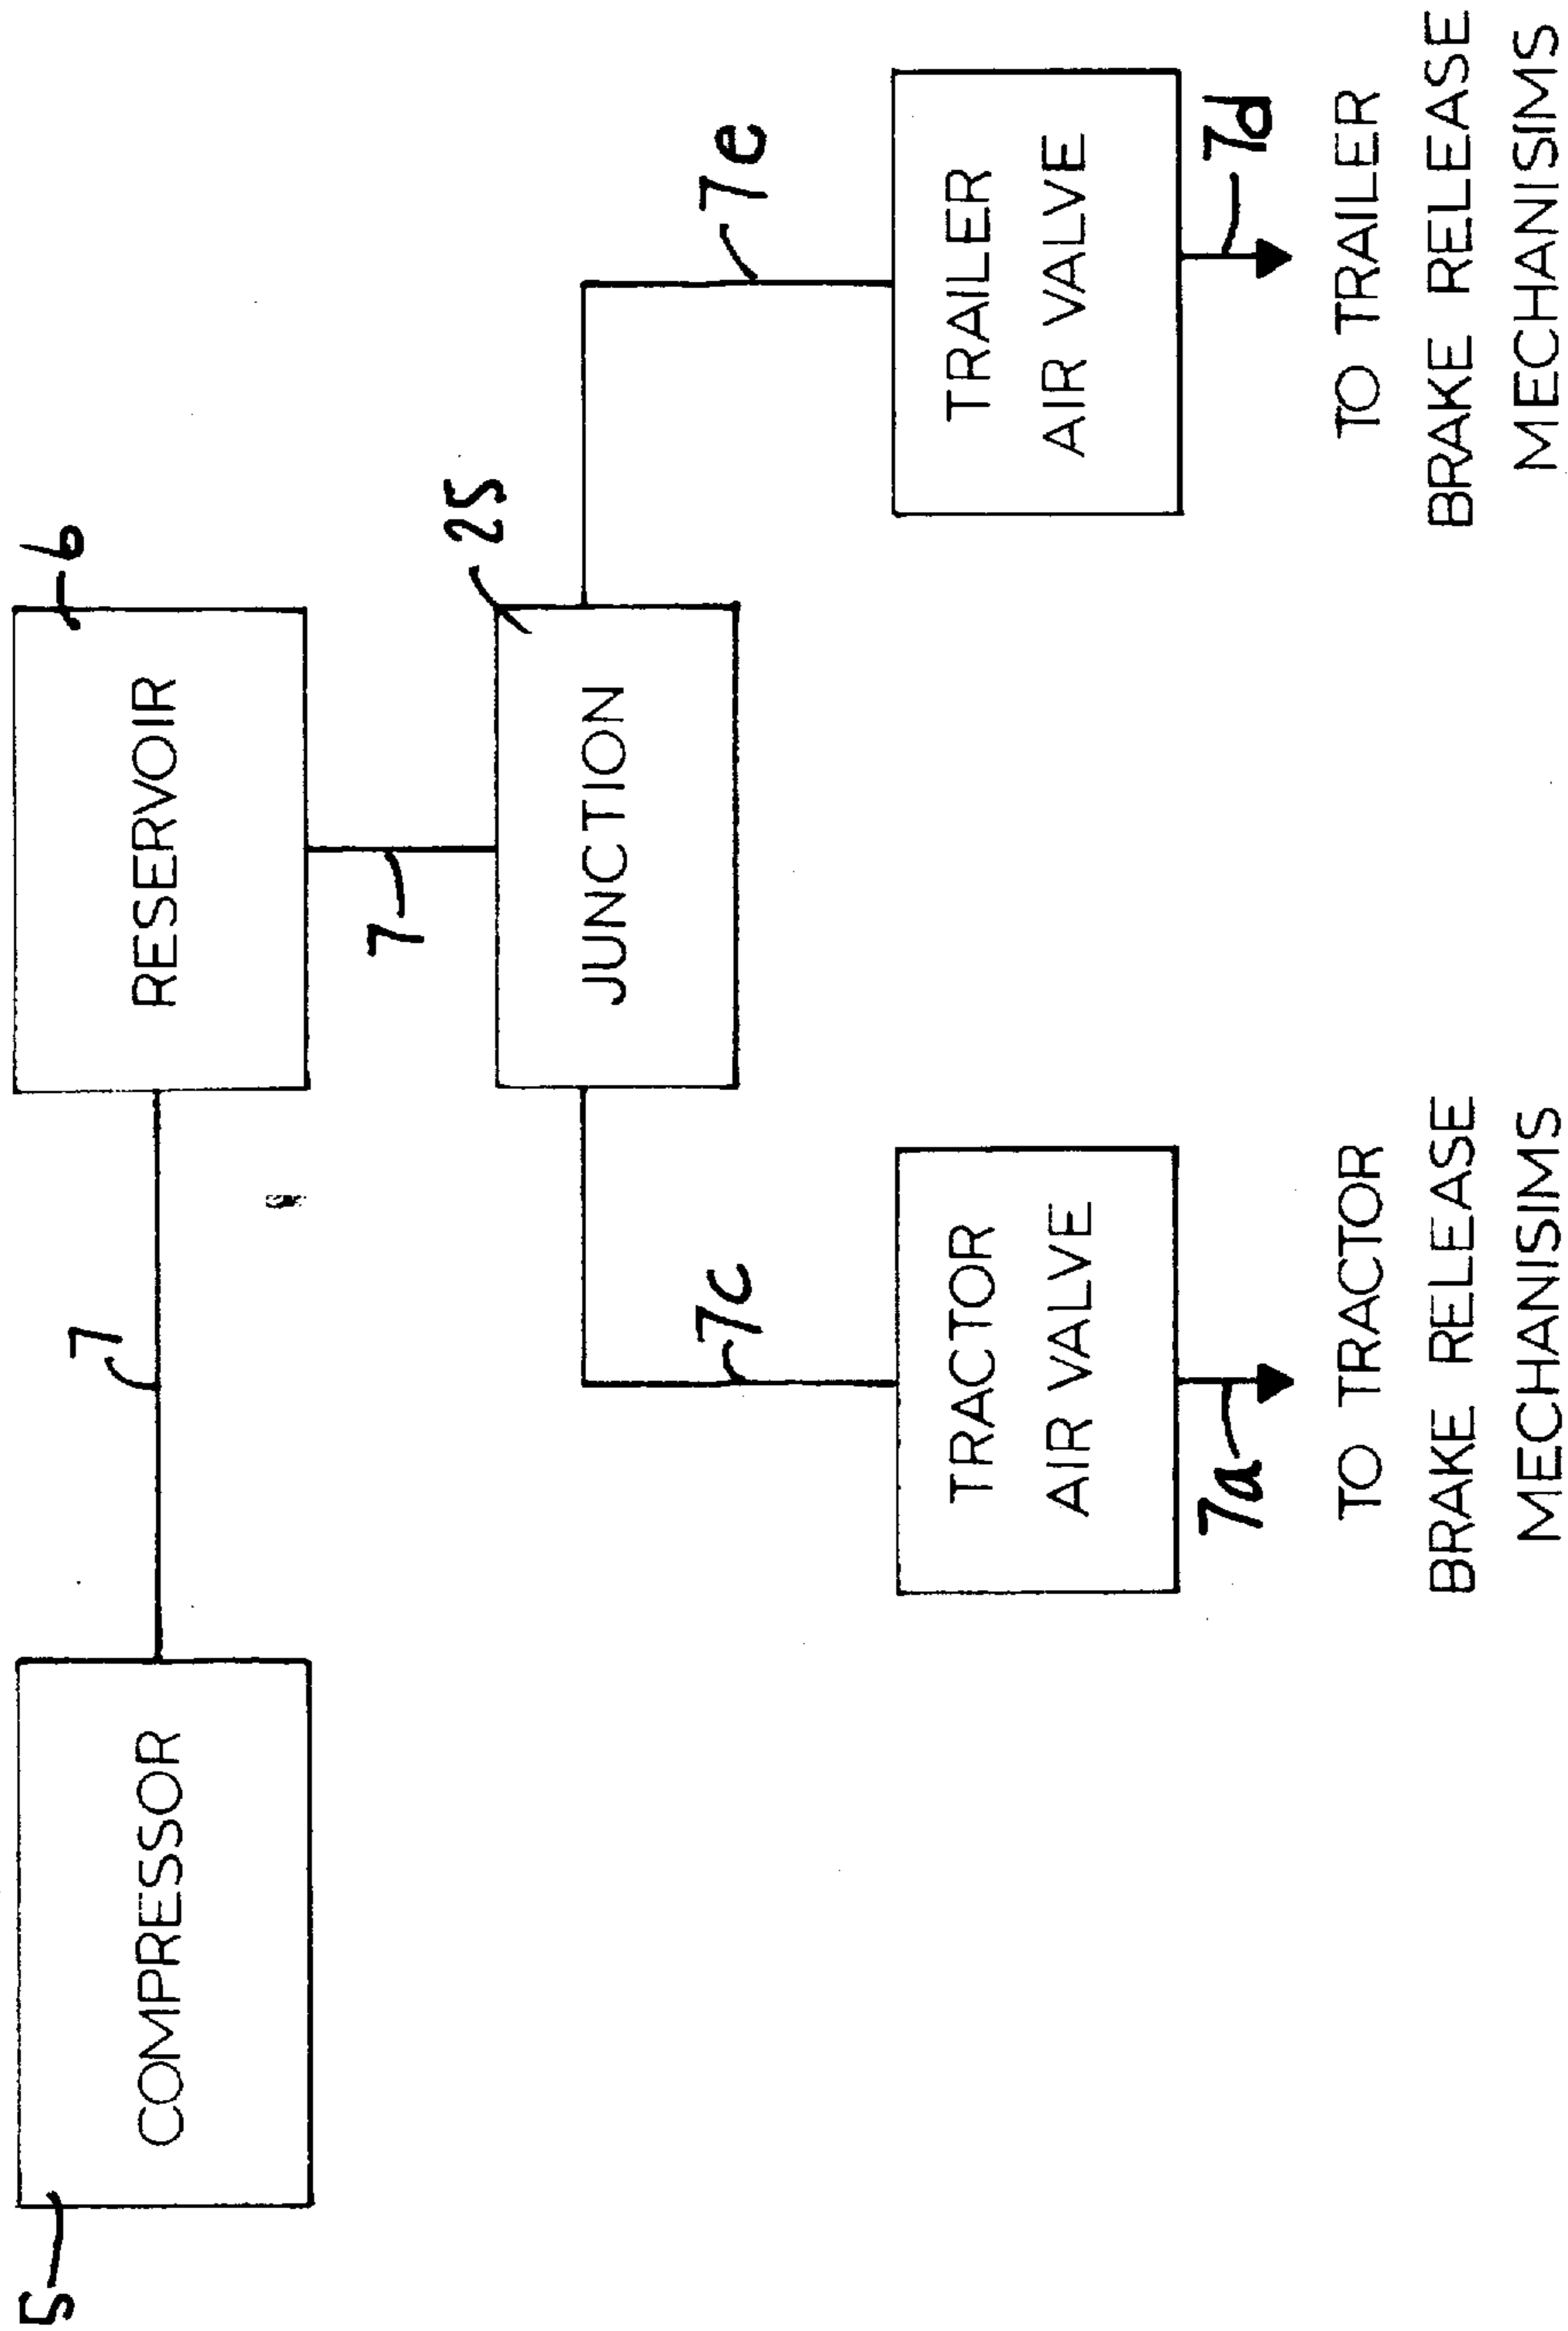 5
COMPRESSOR
7
RESERVOIR
6
7
JUNCTION
25
7c
7e
TRACTOR
AIR VALVE
TRAILER
AIR VALVE
7a
7d
TO TRACTOR
BRAKE RELEASE
MECHANISIMS
TO TRAILER
BRAKE RELEASE
MECHANISIMS